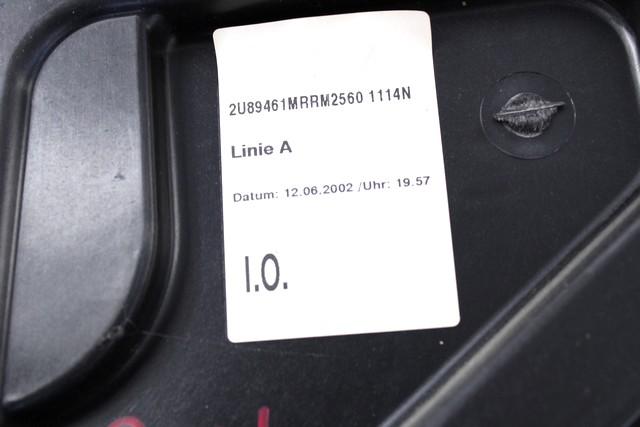 2U89461MRRM2560 1114N
Linie A
Datum: 12.06.2002 /Uhr: 19.57
I.O.